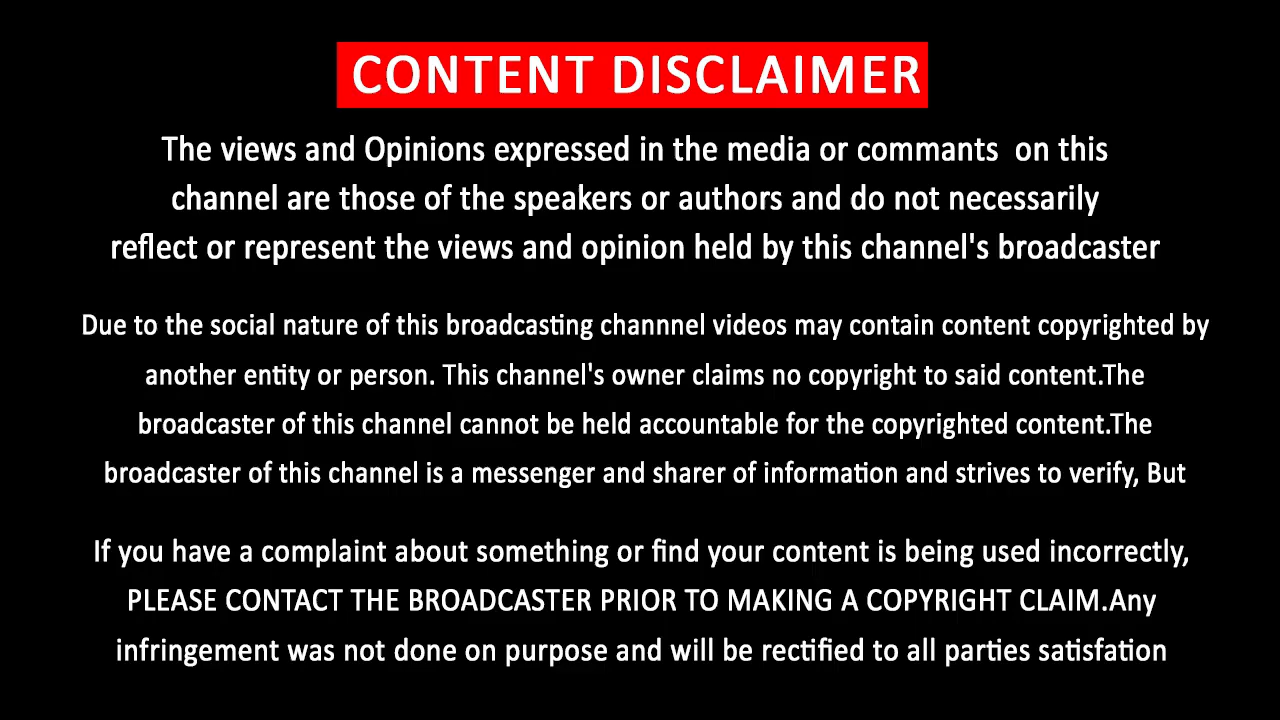 CONTENT DISCLAIMER
The views and Opinions expressed in the media or commants  on this
channel are those of the speakers or authors and do not necessarily
reflect or represent the views and opinion held by this channel's broadcaster
Due to the social nature of this broadcasting channnel videos may contain content copyrighted by
another entity or person. This channel's owner claims no copyright to said content.The
broadcaster of this channel cannot be held accountable for the copyrighted content.The
broadcaster of this channel is a messenger and sharer of information and strives to verify, But
If you have a complaint about something or find your content is being used incorrectly,
PLEASE CONTACT THE BROADCASTER PRIOR TO MAKING A COPYRIGHT CLAIM.Any
infringement was not done on purpose and will be rectified to all parties satisfation